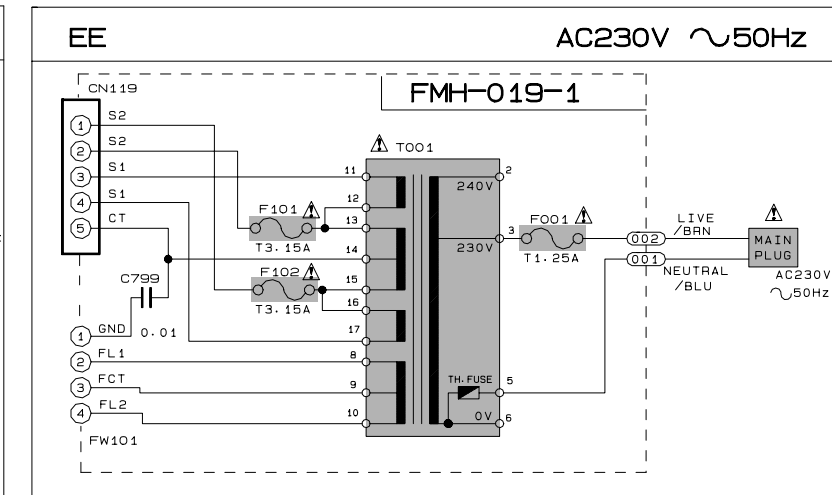 EE
AC230V ～50Hz
FMH-019-1
CN119
1 S2
2 S2
3 S1
4 S1
5 CT
F101
T3.15A
F102
T3.15A
C799
0.01
1 GND
2 FL1
3 FCT
4 FL2
FW101
T001
11
12
13
14
15
16
17
8
9
10
2
240V
3
230V
TH.FUSE
5
0V
6
F001
T1.25A
002
LIVE
/BRN
001
NEUTRAL
/BLU
MAIN
PLUG
AC230V
～50Hz